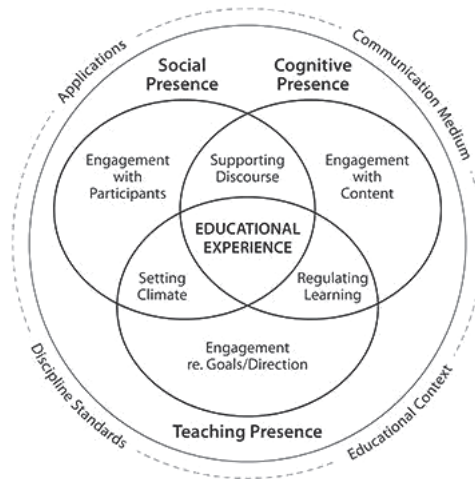 Applications
Communication Medium
Social
Presence
Cognitive
Presence
Engagement
with
Participants
Supporting
Discourse
Engagement
with
Content
EDUCATIONAL
EXPERIENCE
Setting
Climate
Regulating
Learning
Engagement
re. Goals/Direction
Teaching Presence
Discipline Standards
Educational Context